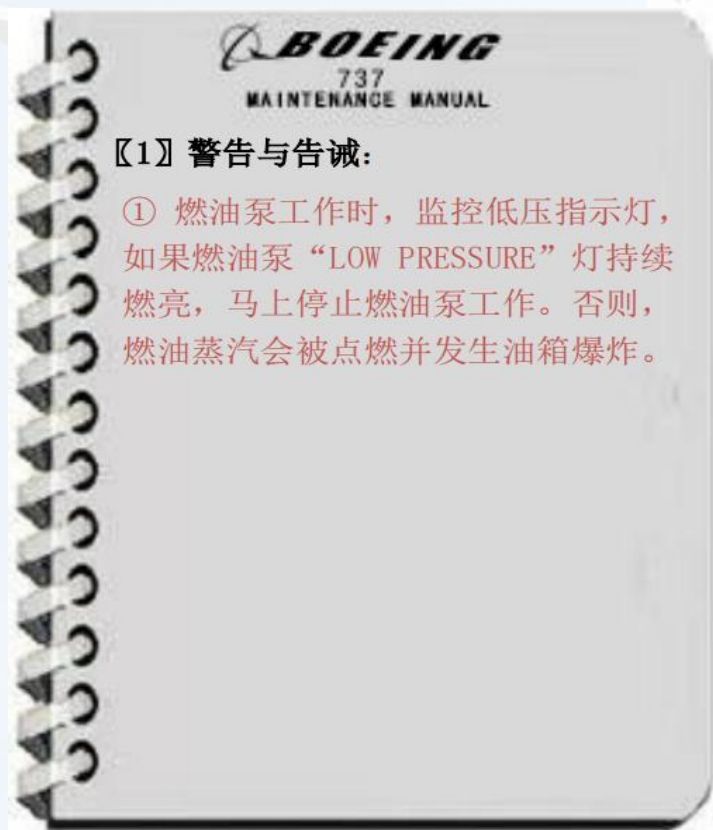 BOEING
737
MAINTENANCE MANUAL
〖1〗警告与告诫：
① 燃油泵工作时，监控低压指示灯，
如果燃油泵“LOW PRESSURE”灯持续
燃亮，马上停止燃油泵工作。否则，
燃油蒸汽会被点燃并发生油箱爆炸。